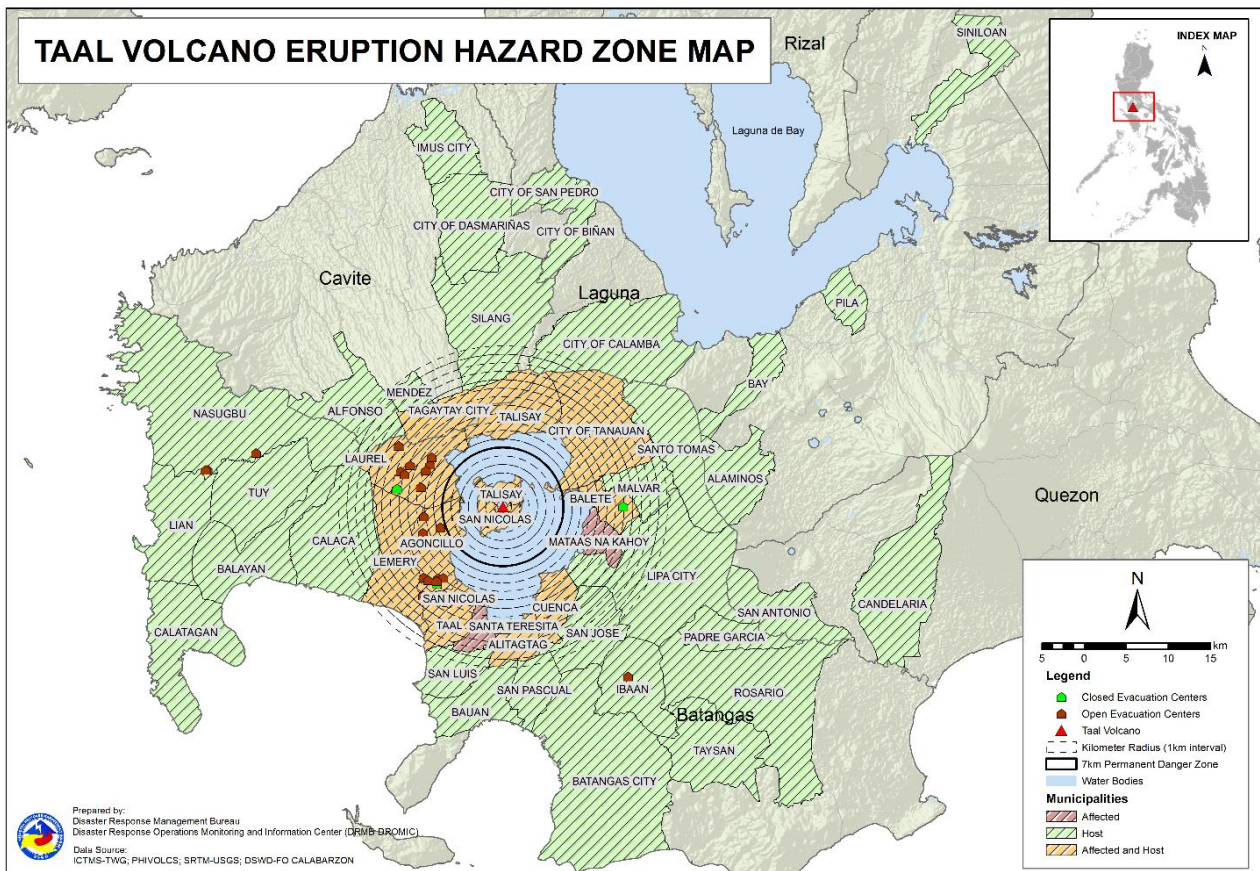 TAAL VOLCANO ERUPTION HAZARD ZONE MAP
Rizal
SINILOAN
INDEX MAP
N
Laguna de Bay
IMUS CITY
CITY OF SAN PEDRO
CITY OF DASMARIÑAS
CITY OF BIÑAN
Cavite
Laguna
PILA
SILANG
CITY OF CALAMBA
BAY
MENDEZ
NASUGBU
ALFONSO
TAGAYTAY CITY
TALISAY
CITY OF TANAUAN
SANTO TOMAS
LAUREL
ALAMINOS
TUY
TALISAY
BALETE
MALVAR
Quezon
SAN NICOLAS
LIAN
CALACA
AGONCILLO
MATAAS NA KAHOY
LEMERY
BALAYAN
LIPA CITY
SAN NICOLAS
CUENCA
SAN ANTONIO
CANDELARIA
CALATAGAN
TAAL
SANTA TERESITA
SAN JOSE
PADRE GARCIA
ALITAGTAG
SAN LUIS
SAN PASCUAL
IBAAN
ROSARIO
BAUAN
Batangas
TAYSAN
BATANGAS CITY
N
km
5 0 5 10 15
Legend
Closed Evacuation Centers
Open Evacuation Centers
Taal Volcano
Kilometer Radius (1km interval)
7km Permanent Danger Zone
Water Bodies
Municipalities
Affected
Host
Affected and Host
Prepared by:
Disaster Response Management Bureau
Disaster Response Operations Monitoring and Information Center (DRMB DROMIC)
Data Source:
ICTMS-TWG; PHIVOLCS; SRTM-USGS; DSWD-FO CALABARZON